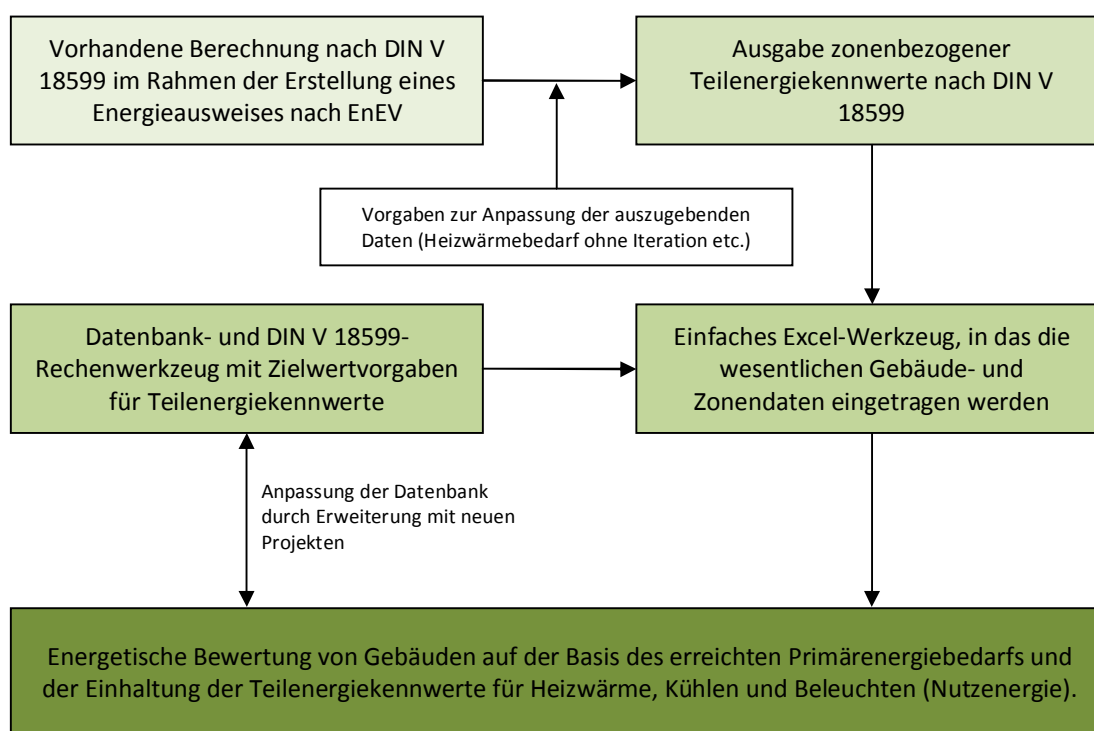 Vorhandene Berechnung nach DIN V
18599 im Rahmen der Erstellung eines
Energieausweises nach EnEV
Ausgabe zonenbezogener
Teilenergiekennwerte nach DIN V
18599
Vorgaben zur Anpassung der auszugebenden
Daten (Heizwärmebedarf ohne Iteration etc.)
Datenbank- und DIN V 18599-
Rechenwerkzeug mit Zielwertvorgaben
für Teilenergiekennwerte
Einfaches Excel-Werkzeug, in das die
wesentlichen Gebäude- und
Zonendaten eingetragen werden
Anpassung der Datenbank
durch Erweiterung mit neuen
Projekten
Energetische Bewertung von Gebäuden auf der Basis des erreichten Primärenergiebedarfs und
der Einhaltung der Teilenergiekennwerte für Heizwärme, Kühlen und Beleuchten (Nutzenergie).